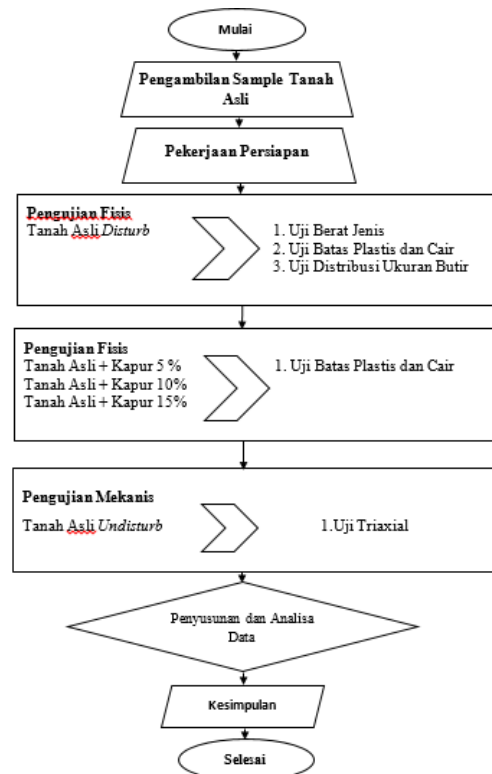 Mulai
Pengambilan Sample Tanah
Asli
Pekerjaan Persiapan
Pengujian Fisis
Tanah Asli Disturb
1. Uji Berat Jenis
2. Uji Batas Plastis dan Cair
3. Uji Distribusi Ukuran Butir
Pengujian Fisis
Tanah Asli + Kapur 5 %
Tanah Asli + Kapur 10%
Tanah Asli + Kapur 15%
1. Uji Batas Plastis dan Cair
Pengujian Mekanis
Tanah Asli Undisturb
1.Uji Triaxial
Penyusunan dan Analisa
Data
Kesimpulan
Selesai